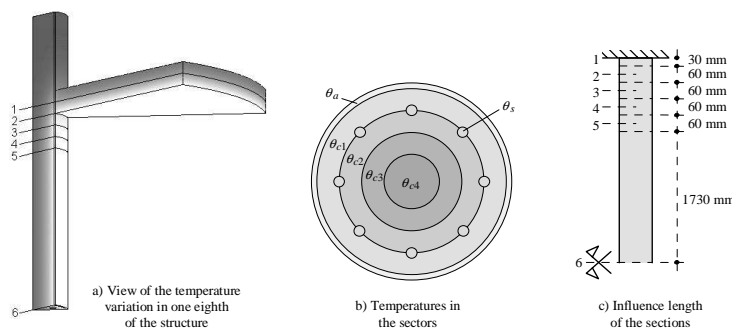 1
2
3
4
5
6
a) View of the temperature
variation in one eighth
of the structure
θa
θs
θc1
θc2
θc3
θc4
b) Temperatures in
the sectors
1
2
3
4
5
6
30 mm
60 mm
60 mm
60 mm
60 mm
1730 mm
c) Influence length
of the sections